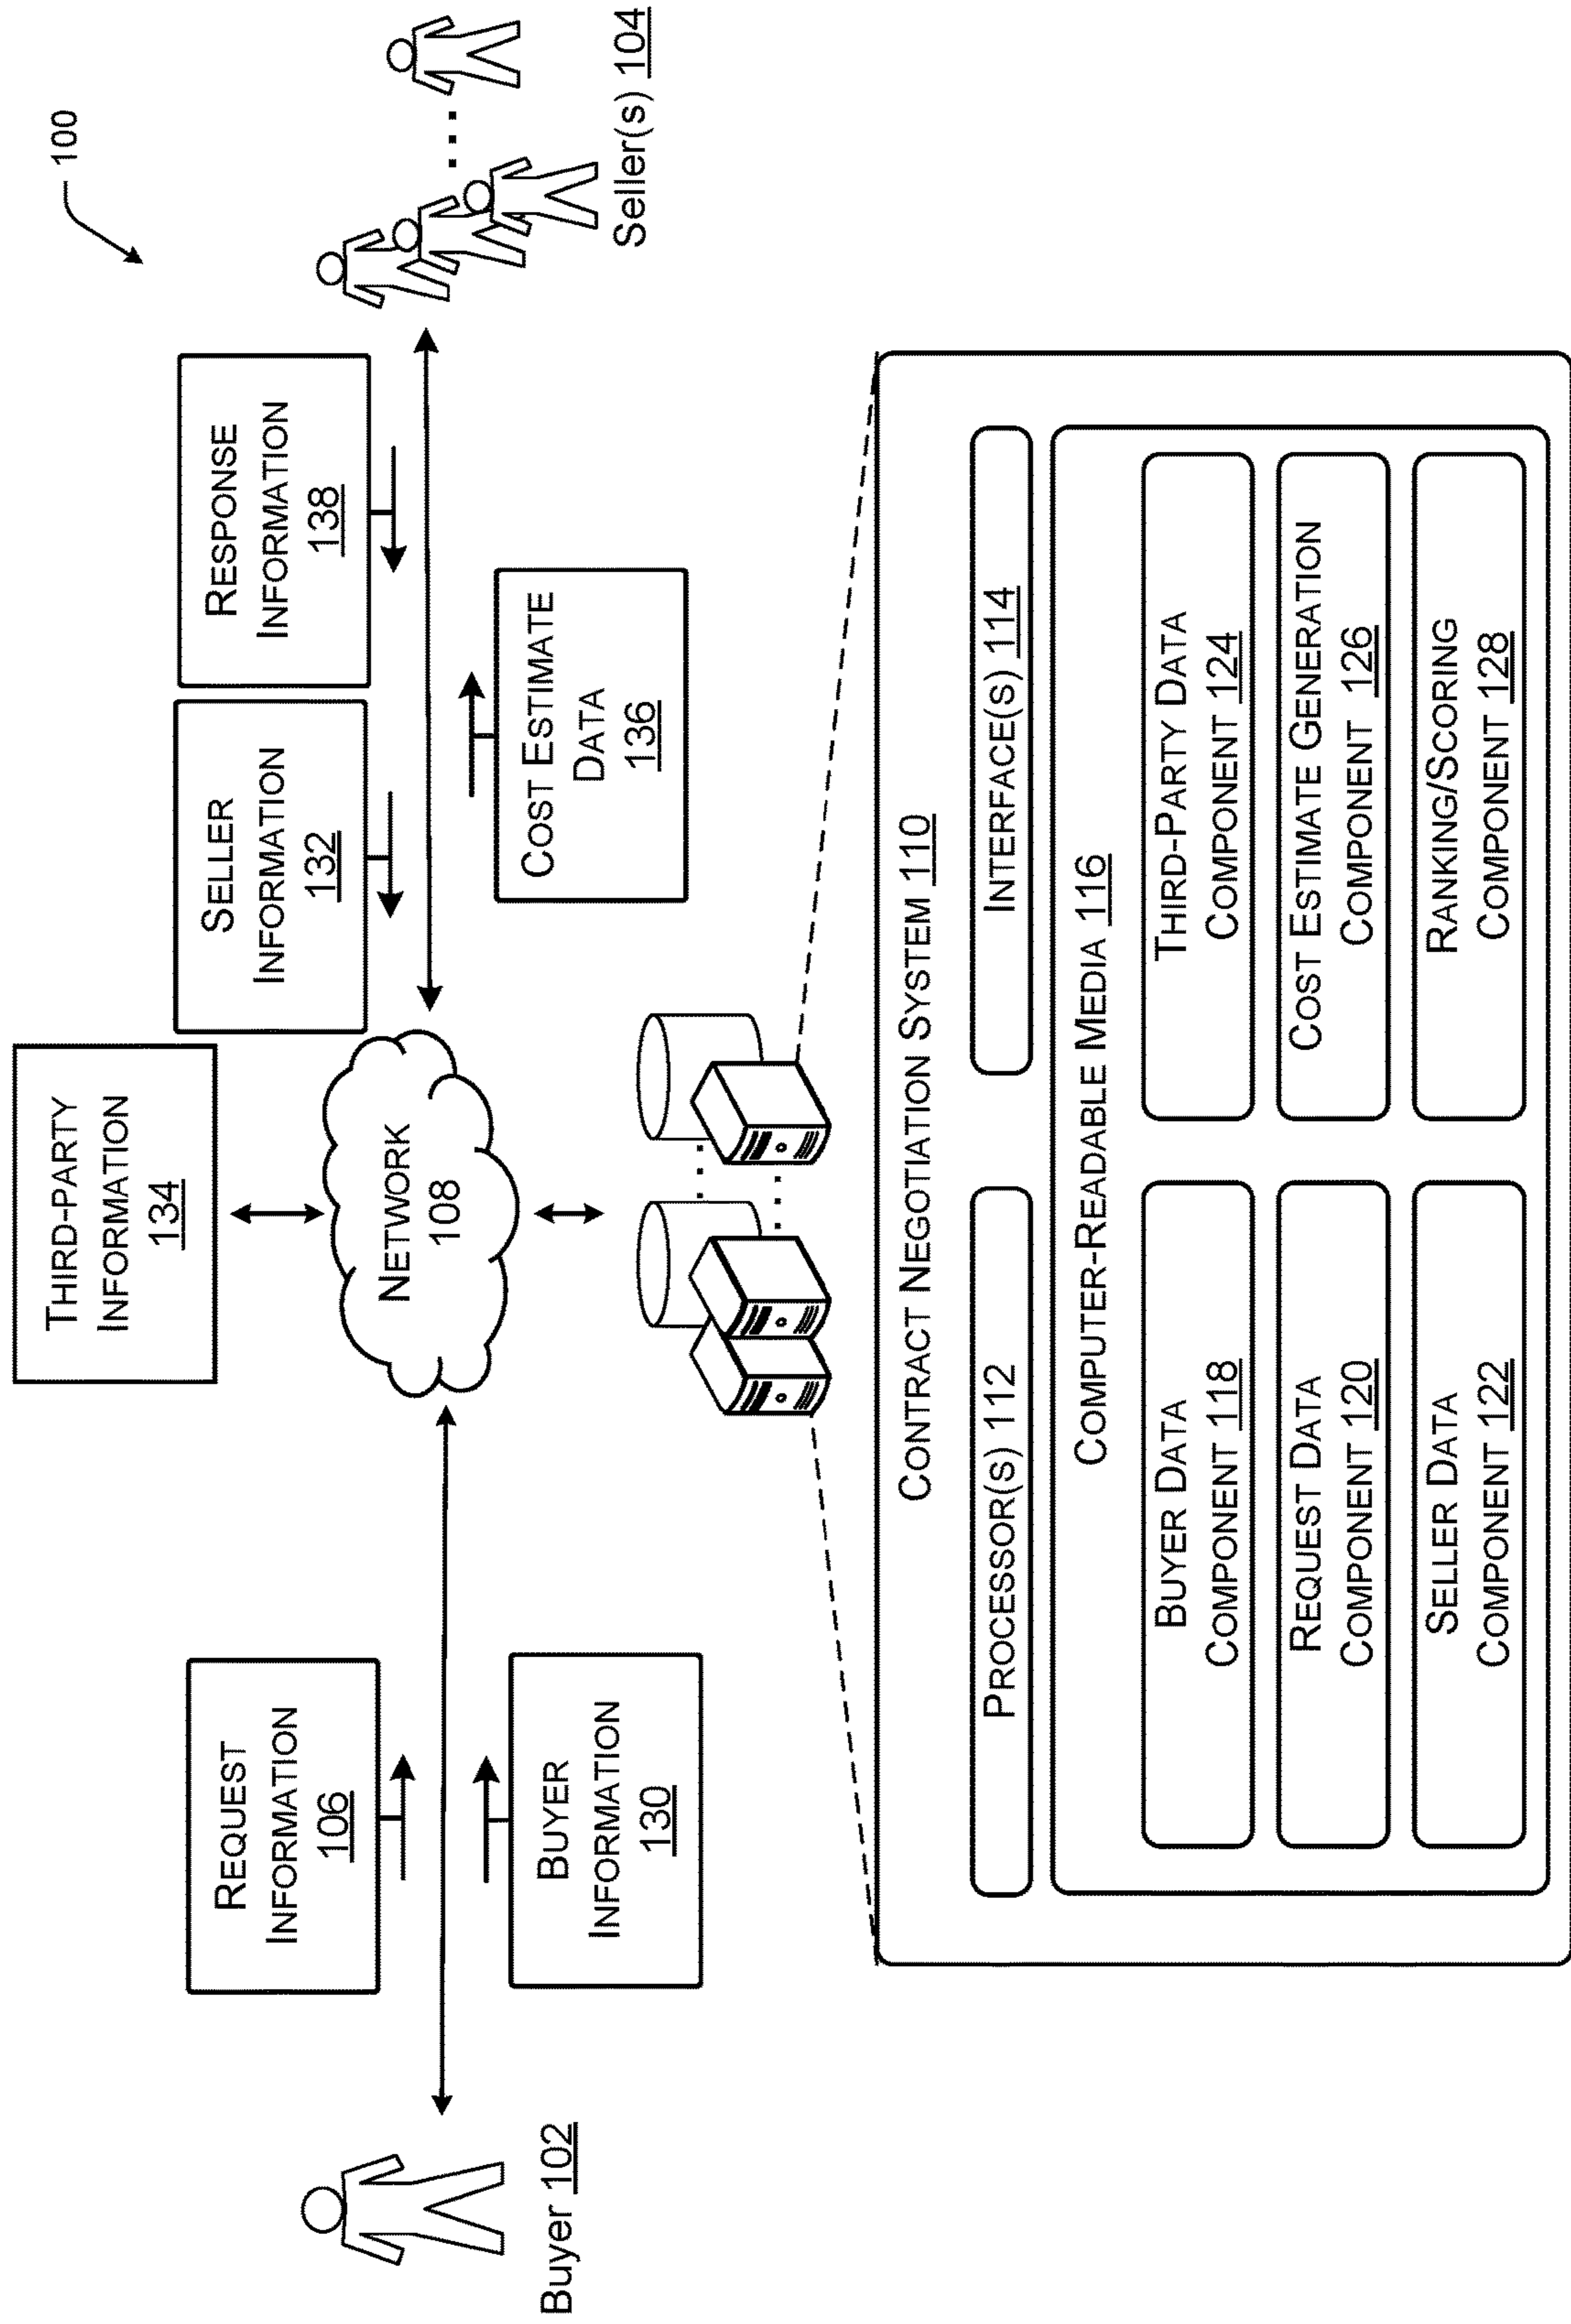 100
THIRD-PARTY
INFORMATION
134
REQUEST
INFORMATION
106
SELLER
INFORMATION
132
RESPONSE
INFORMATION
138
NETWORK
108
Buyer 102
BUYER
INFORMATION
130
COST ESTIMATE
DATA
136
Seller(s) 104
CONTRACT NEGOTIATION SYSTEM 110
PROCESSOR(S) 112
INTERFACE(S) 114
COMPUTER-READABLE MEDIA 116
BUYER DATA
COMPONENT 118
THIRD-PARTY DATA
COMPONENT 124
REQUEST DATA
COMPONENT 120
COST ESTIMATE GENERATION
COMPONENT 126
SELLER DATA
COMPONENT 122
RANKING/SCORING
COMPONENT 128